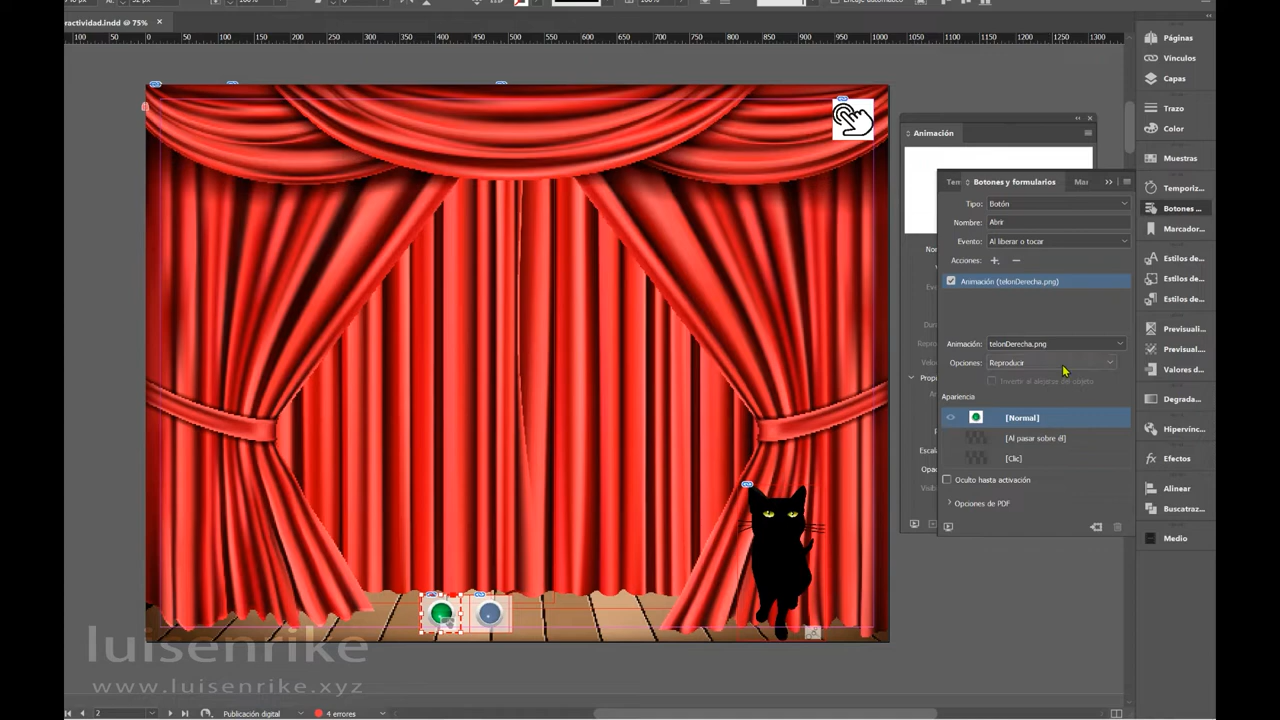 ractividad.indd @ 75%
100 0 50 100 150 200 250 300 350 400 450 500 550 600 650 700 750 800 850 900 950 1000 1050 1100 1150 1200 1250 1300
Páginas
Vínculos
Capas
Trazo
Color
Muestras
Temporiz...
Botones ...
Marcador...
Estilos de...
Estilos de...
Estilos de...
Previsuali...
Previsual....
Valores d...
Degrada...
Hipervínc...
Efectos
Alinear
Buscatraz...
Medio
Animación
Botones y formularios
Tipo: Botón
Nombre: Abrir
Evento: Al liberar o tocar
Acciones:
Animación (telonDerecha.png)
Animación: telonDerecha.png
Opciones: Reproducir
Invertir al alejarse del objeto
Apariencia
[Normal]
[Al pasar sobre él]
[Clic]
Oculto hasta activación
Opciones de PDF
luisenrike
www.luisenrike.xyz
2
Publicación digital
4 errores